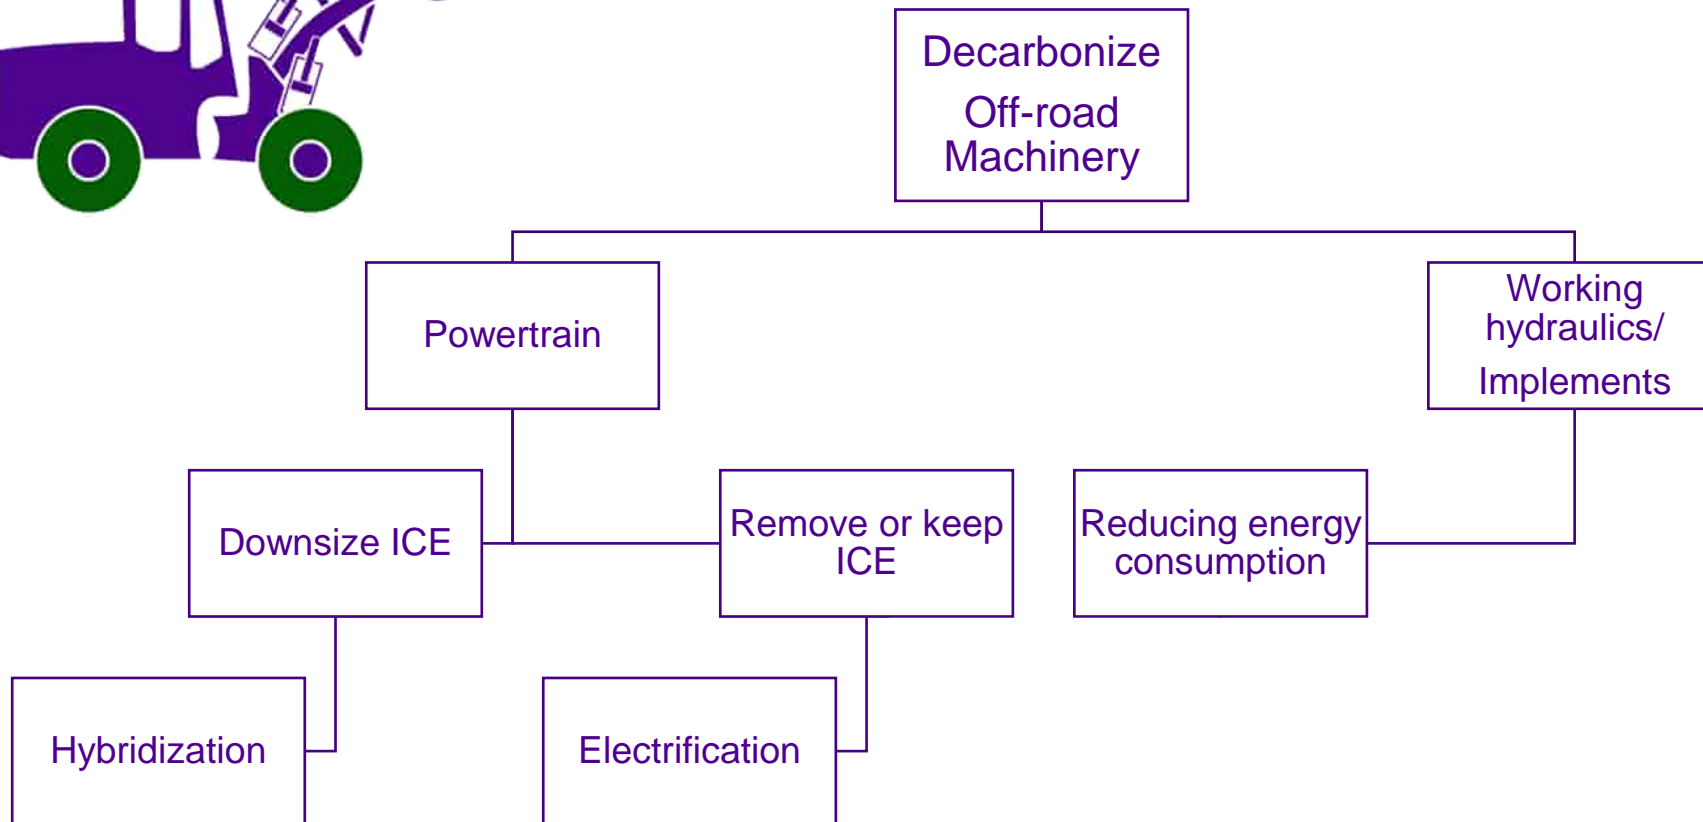 Decarbonize
Off-road
Machinery
Powertrain
Working
hydraulics/
Implements
Downsize ICE
Remove or keep
ICE
Reducing energy
consumption
Hybridization
Electrification